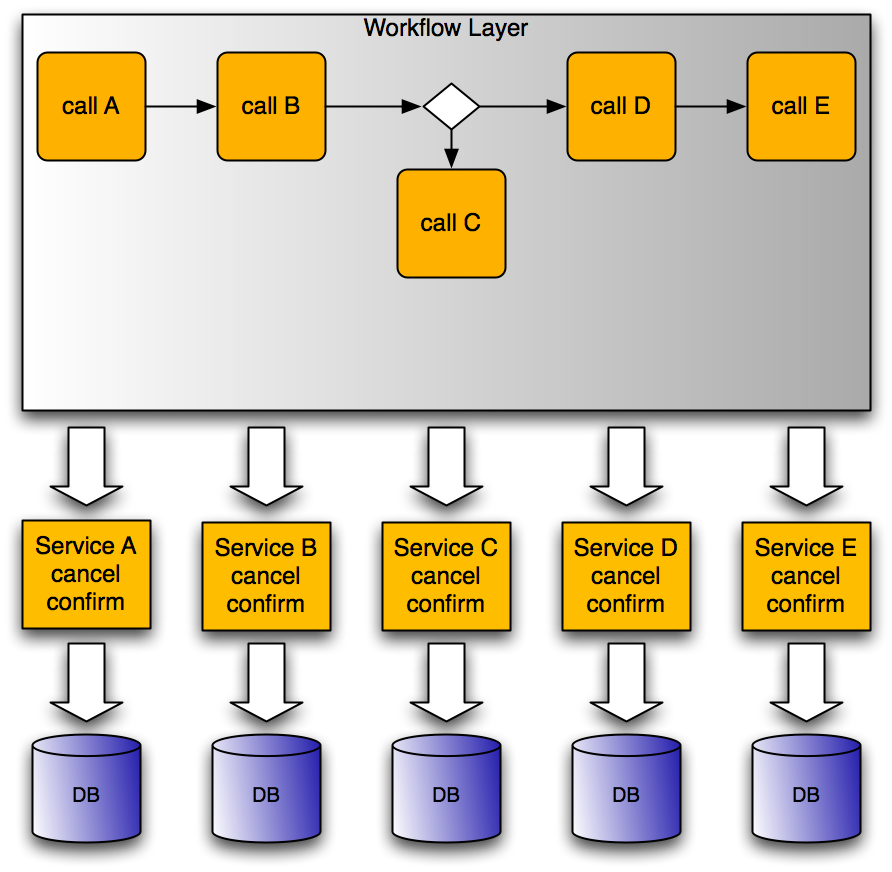 Workflow Layer
call A
call B
call D
call E
call C
Service A
cancel
confirm
Service B
cancel
confirm
Service C
cancel
confirm
Service D
cancel
confirm
Service E
cancel
confirm
DB
DB
DB
DB
DB